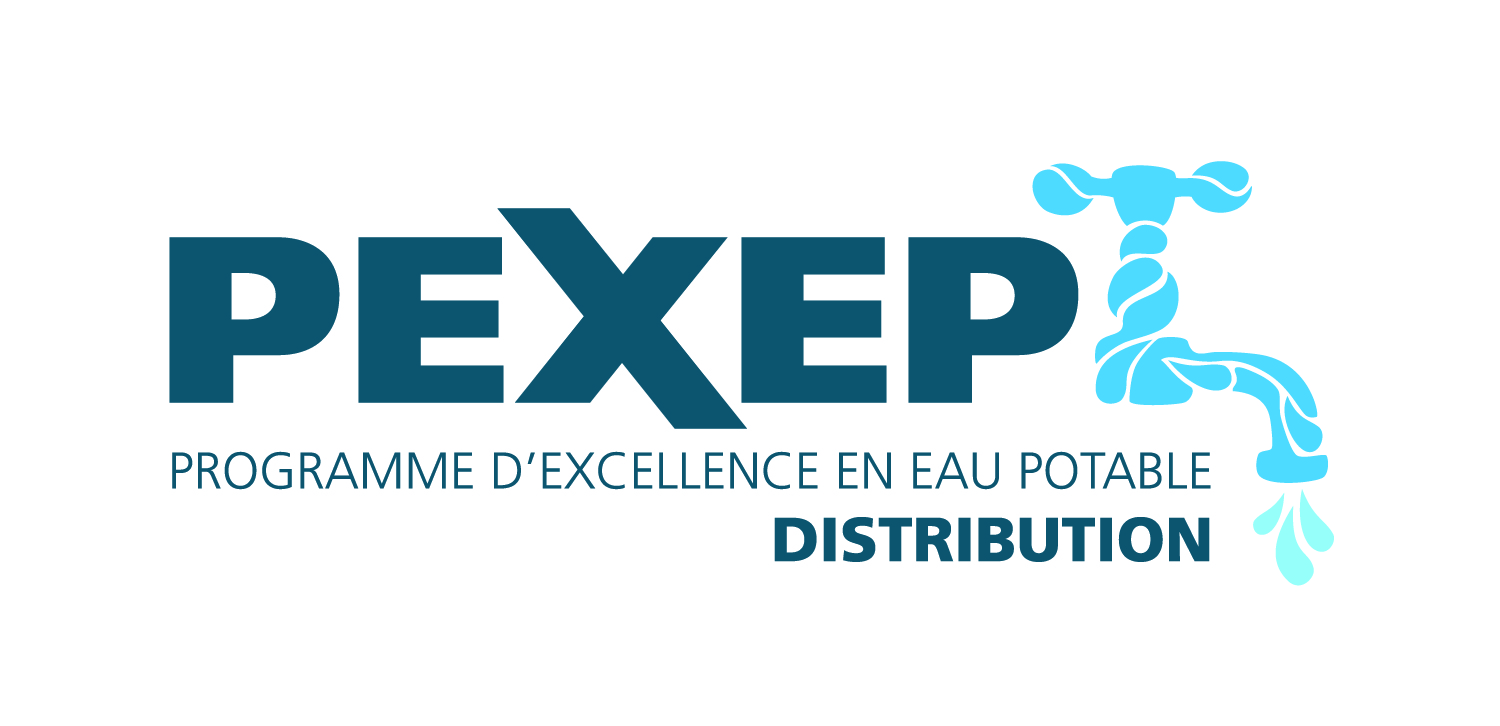 PEXEP
PROGRAMME D’EXCELLENCE EN EAU POTABLE
DISTRIBUTION